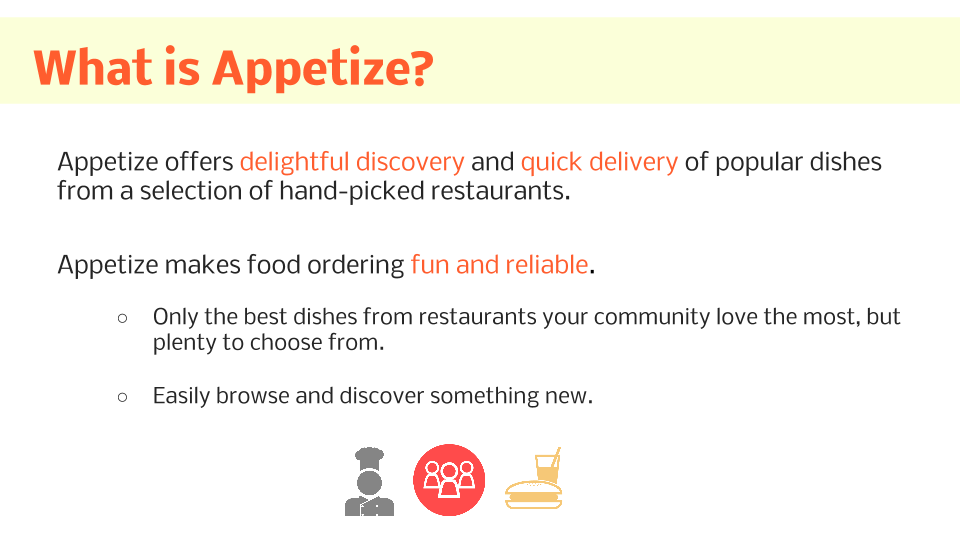 What is Appetize?
Appetize offers delightful discovery and quick delivery of popular dishes
from a selection of hand-picked restaurants.
Appetize makes food ordering fun and reliable.
○ Only the best dishes from restaurants your community love the most, but
plenty to choose from.
○ Easily browse and discover something new.